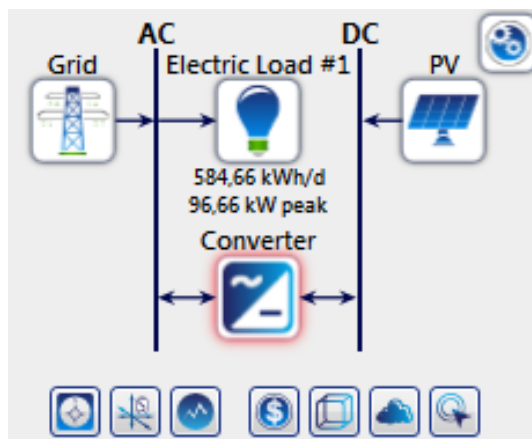 AC DC
Grid Electric Load #1 PV
584,66 kWh/d
96,66 kW peak
Converter